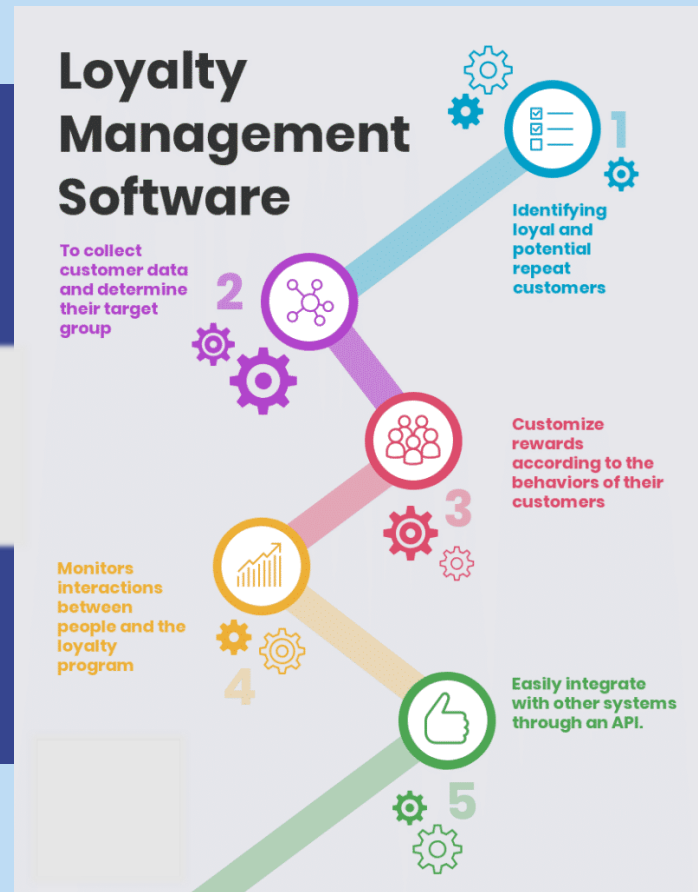 Loyalty
Management
Software
1
Identifying
loyal and
potential
repeat
customers
To collect
customer data
and determine
their target
group
2
Customize
rewards
according to the
behaviors of their
customers
3
Monitors
interactions
between
people and the
loyalty
program
4
Easily integrate
with other systems
through an API.
5